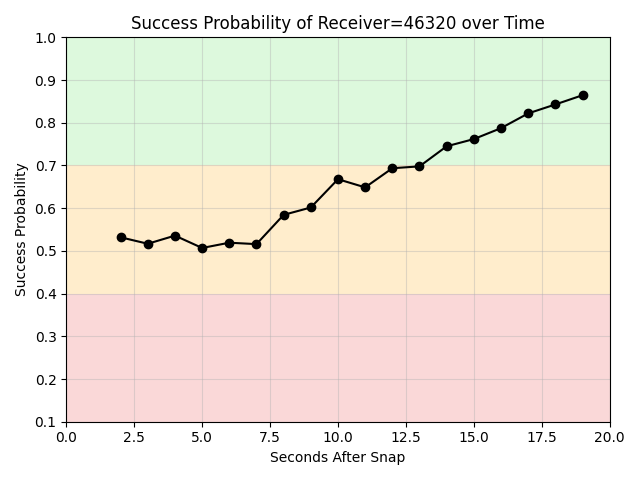 Success Probability of Receiver=46320 over Time
1.0
0.9
0.8
0.7
0.6
0.5
0.4
0.3
0.2
0.1
Success Probability
0.0 2.5 5.0 7.5 10.0 12.5 15.0 17.5 20.0
Seconds After Snap